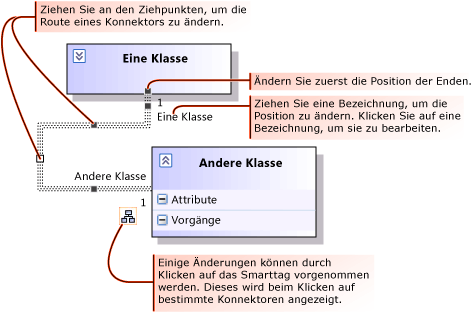 Ziehen Sie an den Ziehpunkten, um die
Route eines Konnektors zu ändern.
Eine Klasse
Ändern Sie zuerst die Position der Enden.
1
Eine Klasse
Ziehen Sie eine Bezeichnung, um die
Position zu ändern. Klicken Sie auf eine
Bezeichnung, um sie zu bearbeiten.
Andere Klasse
1
Andere Klasse
Attribute
Vorgänge
Einige Änderungen können durch
Klicken auf das Smarttag vorgenommen
werden. Dieses wird beim Klicken auf
bestimmte Konnektoren angezeigt.